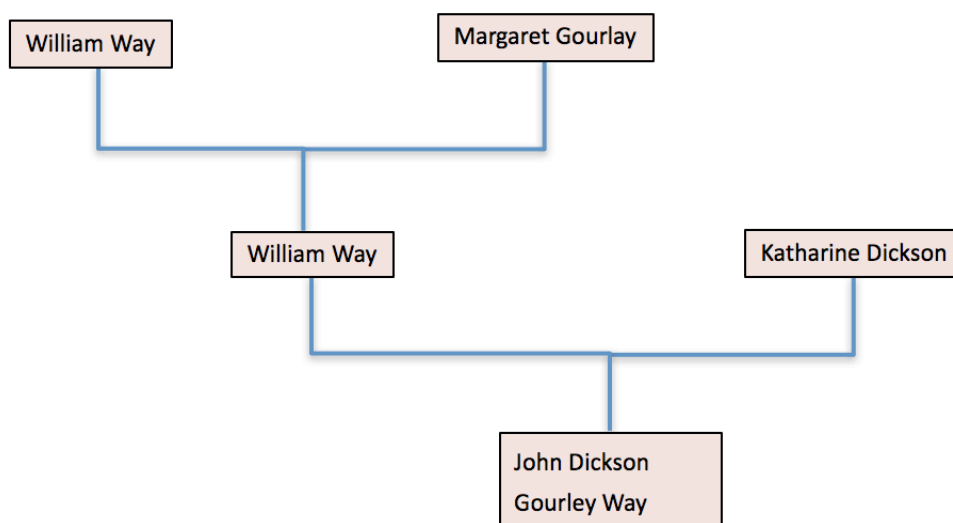 William Way
Margaret Gourlay
William Way
Katharine Dickson
John Dickson
Gourley Way